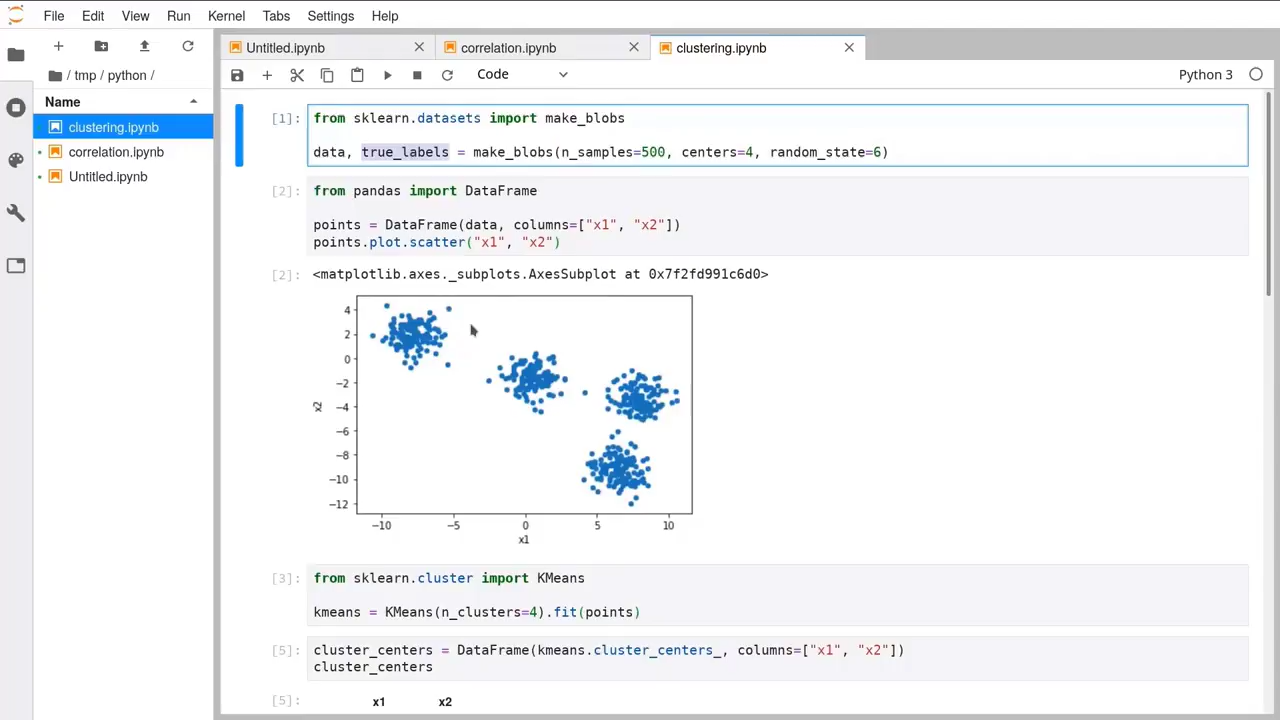 File Edit View Run Kernel Tabs Settings Help
/ tmp / python /
Name
clustering.ipynb
correlation.ipynb
Untitled.ipynb
Untitled.ipynb
correlation.ipynb
clustering.ipynb
Code
Python 3
[1]:
from sklearn.datasets import make_blobs
data, true_labels = make_blobs(n_samples=500, centers=4, random_state=6)
[2]:
from pandas import DataFrame
points = DataFrame(data, columns=["x1", "x2"])
points.plot.scatter("x1", "x2")
[2]:
<matplotlib.axes._subplots.AxesSubplot at 0x7f2fd991c6d0>
4
2
0
−2
−4
−6
−8
−10
−12
x2
−10 −5 0 5 10
x1
[3]:
from sklearn.cluster import KMeans
kmeans = KMeans(n_clusters=4).fit(points)
[5]:
cluster_centers = DataFrame(kmeans.cluster_centers_, columns=["x1", "x2"])
cluster_centers
[5]:
x1 x2